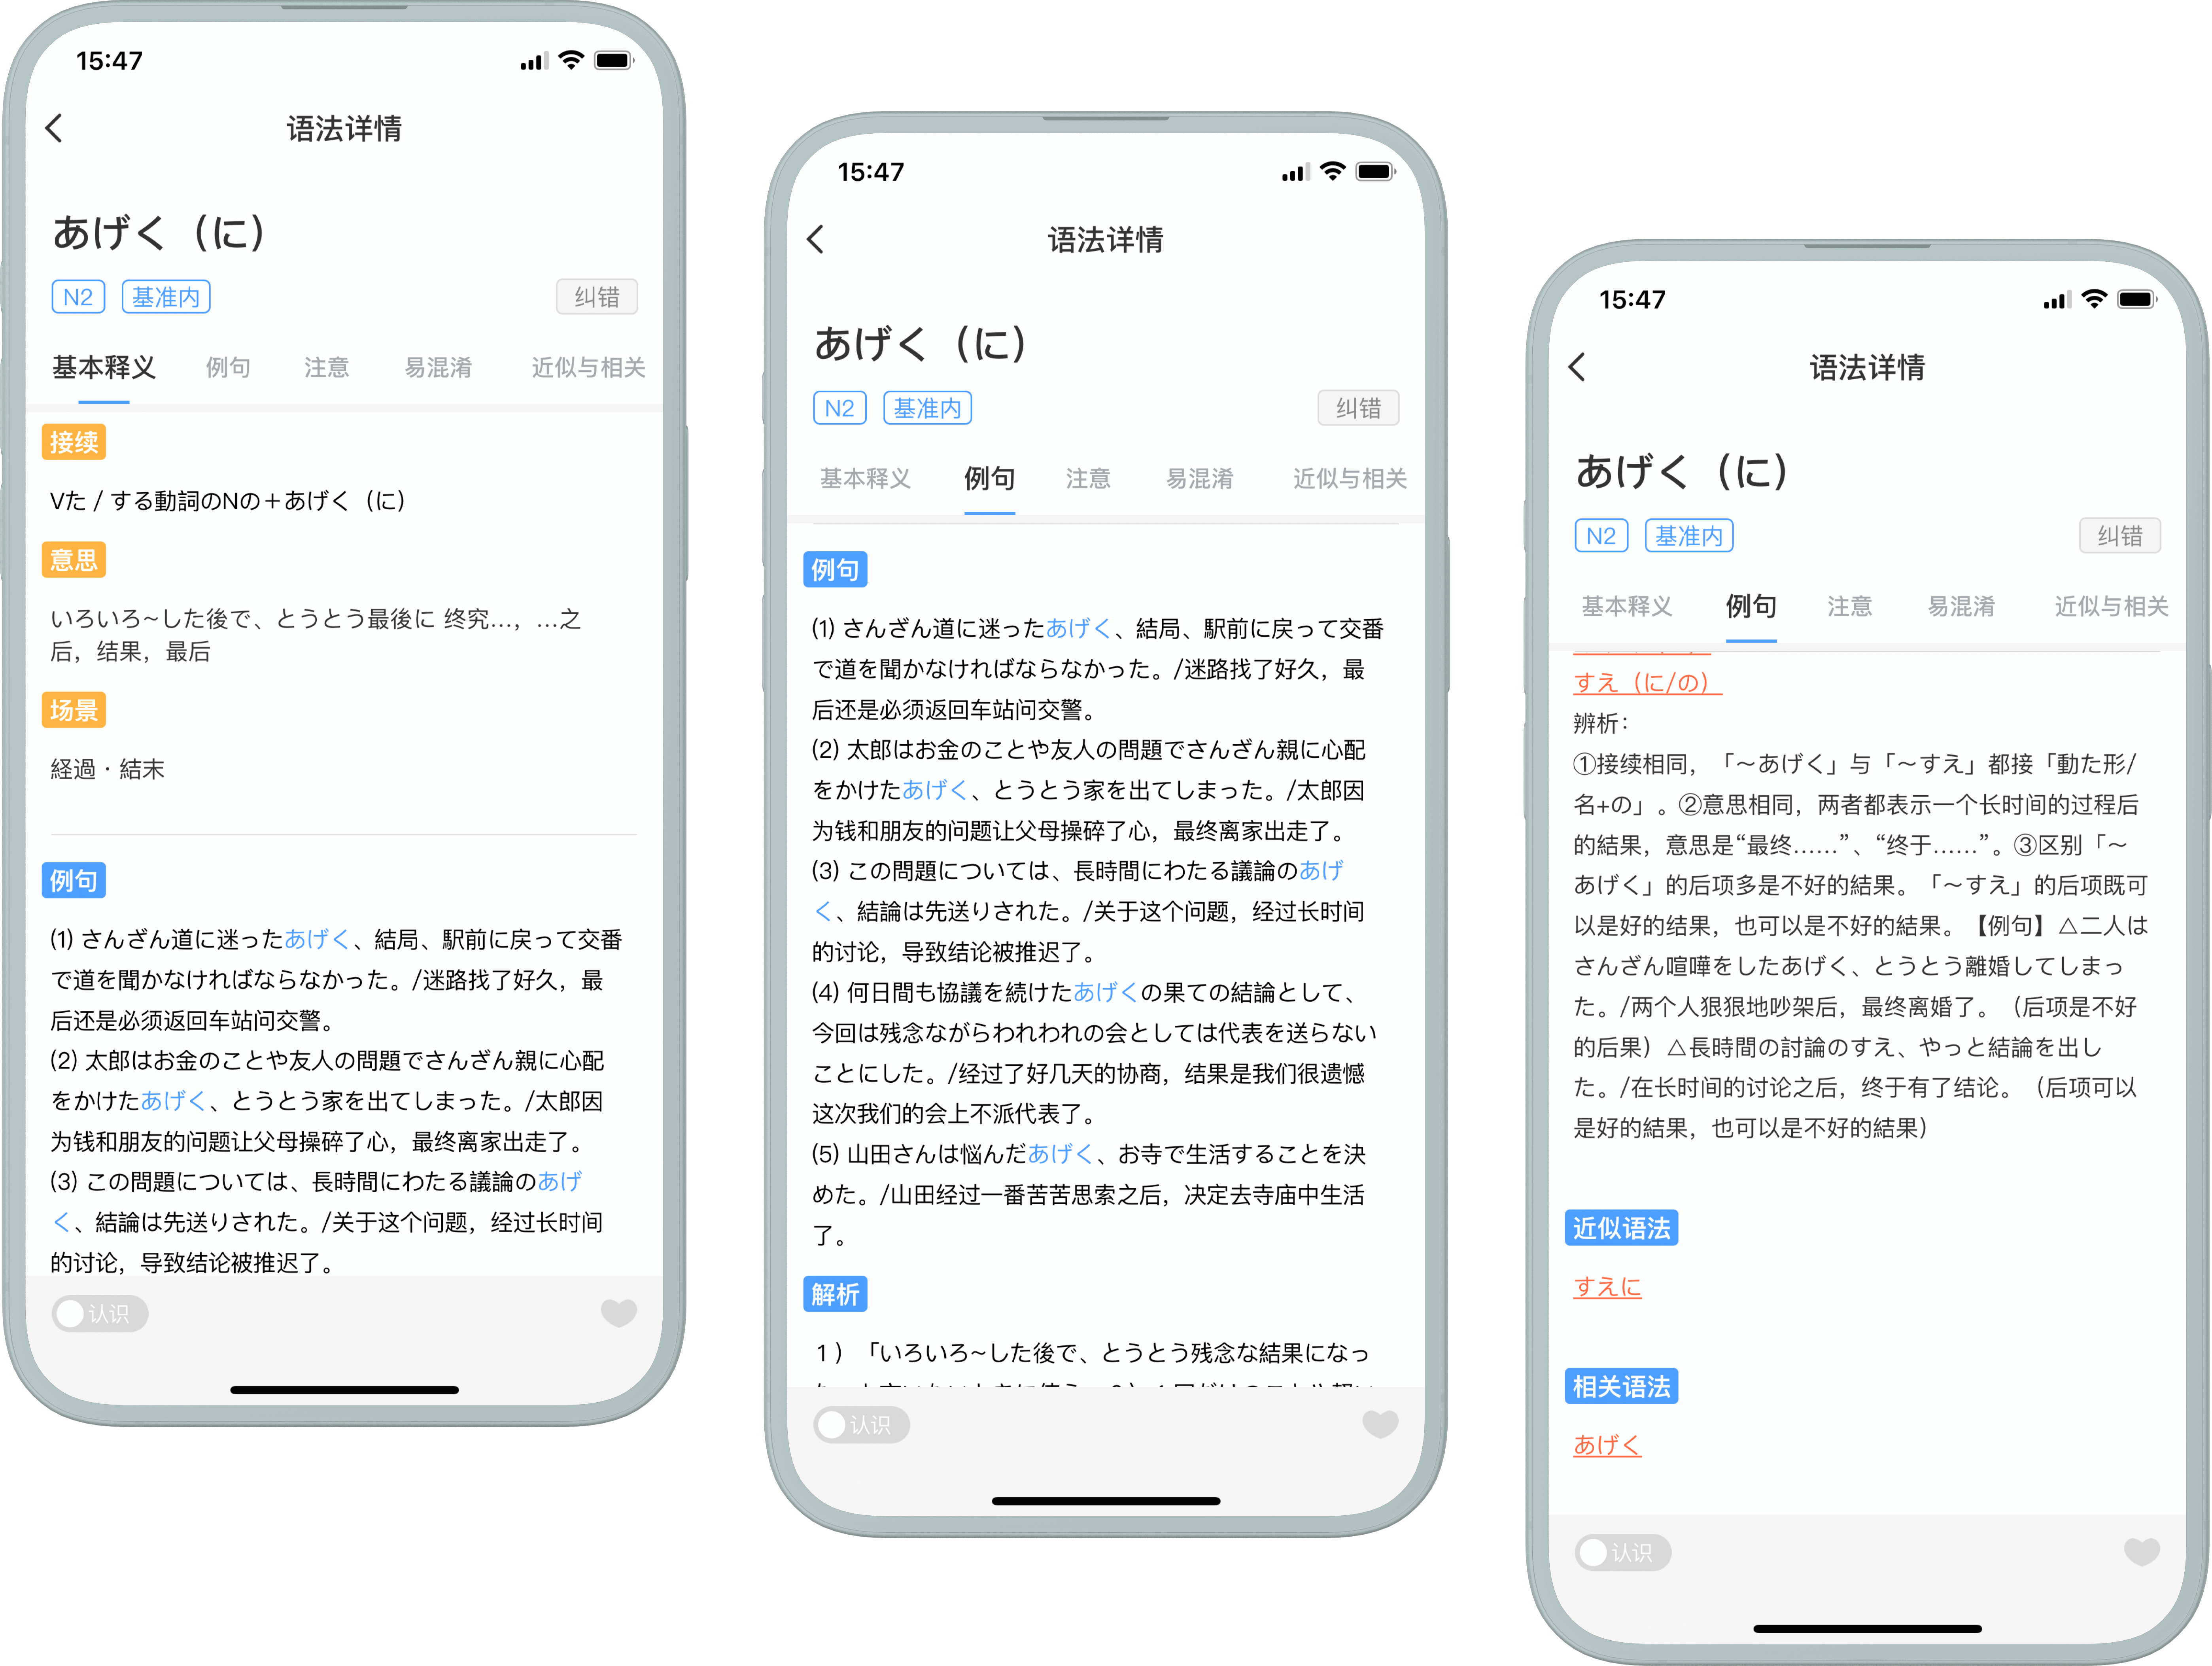 15:47
语法详情
あげく（に）
N2 基准内 纠错
基本释义 例句 注意 易混淆 近似与相关
接续
Vた / する動詞のNの＋あげく（に）
意思
いろいろ~した後で、とうとう最後に 终究...，...之
后，结果，最后
场景
経過・結末
例句
(1) さんざん道に迷ったあげく、結局、駅前に戻って交番
で道を聞かなければならなかった。/迷路找了好久，最
后还是必须返回车站问交警。
(2) 太郎はお金のことや友人の問題でさんざん親に心配
をかけたあげく、とうとう家を出てしまった。/太郎因
为钱和朋友的问题让父母操碎了心，最终离家出走了。
(3) この問題については、長時間にわたる議論のあげ
く、結論は先送りされた。/关于这个问题，经过长时间
的讨论，导致结论被推迟了。
认识
15:47
语法详情
あげく（に）
N2 基准内 纠错
基本释义 例句 注意 易混淆 近似与相关
例句
(1) さんざん道に迷ったあげく、結局、駅前に戻って交番
で道を聞かなければならなかった。/迷路找了好久，最
后还是必须返回车站问交警。
(2) 太郎はお金のことや友人の問題でさんざん親に心配
をかけたあげく、とうとう家を出てしまった。/太郎因
为钱和朋友的问题让父母操碎了心，最终离家出走了。
(3) この問題については、長時間にわたる議論のあげ
く、結論は先送りされた。/关于这个问题，经过长时间
的讨论，导致结论被推迟了。
(4) 何日間も協議を続けたあげくの果ての結論として、
今回は残念ながらわれわれの会としては代表を送らない
ことにした。/经过了好几天的协商，结果是我们很遗憾
这次我们的会上不派代表了。
(5) 山田さんは悩んだあげく、お寺で生活することを決
めた。/山田经过一番苦苦思索之后，决定去寺庙中生活
了。
解析
１）「いろいろ~した後で、とうとう残念な結果になっ
认识
15:47
语法详情
あげく（に）
N2 基准内 纠错
基本释义 例句 注意 易混淆 近似与相关
すえ（に/の）
辨析：
①接续相同，「～あげく」与「～すえ」都接「動た形/
名+の」。②意思相同，两者都表示一个长时间的过程后
的結果，意思是“最终……”、“终于……”。③区别「～
あげく」的后项多是不好的結果。「～すえ」的后项既可
以是好的结果，也可以是不好的結果。【例句】△二人は
さんざん喧嘩をしたあげく、とうとう離婚してしまっ
た。/两个人狠狠地吵架后，最终离婚了。（后项是不好
的后果）△長時間の討論のすえ、やっと結論を出し
た。/在长时间的讨论之后，终于有了结论。（后项可以
是好的結果，也可以是不好的結果）
近似语法
すえに
相关语法
あげく
认识